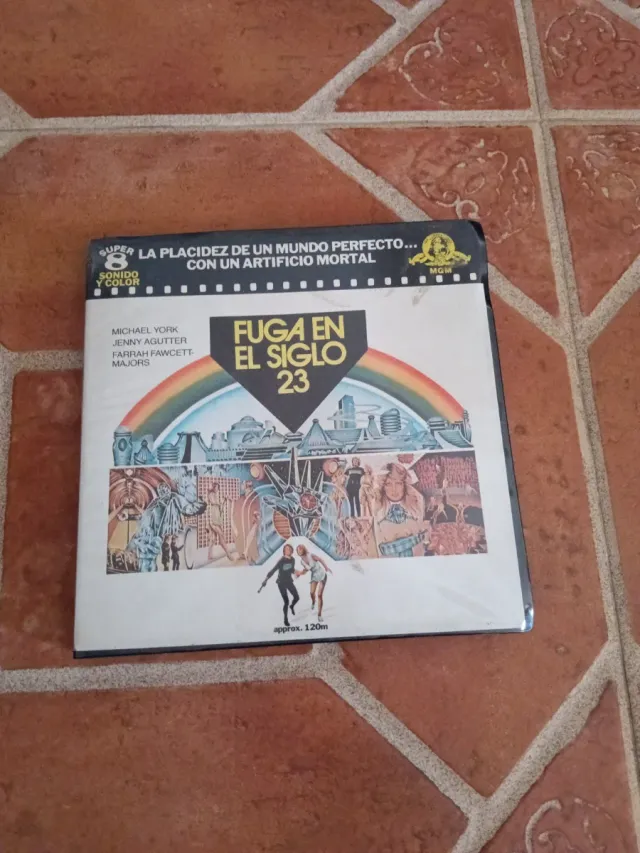 SUPER
8
SONIDO
Y COLOR
LA PLACIDEZ DE UN MUNDO PERFECTO...
CON UN ARTIFICIO MORTAL
MGM
MICHAEL YORK
JENNY AGUTTER
FARRAH FAWCETT-
MAJORS
FUGA EN
EL SIGLO
23
approx. 120m